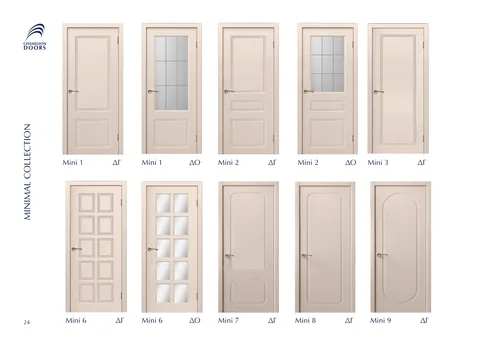 CHAMELEON
DOORS
Mini 1 ДГ
Mini 1 ДО
Mini 2 ДГ
Mini 2 ДО
Mini 3 ДГ
MINIMAL COLLECTION
Mini 6 ДГ
Mini 6 ДО
Mini 7 ДГ
Mini 8 ДГ
Mini 9 ДГ
24